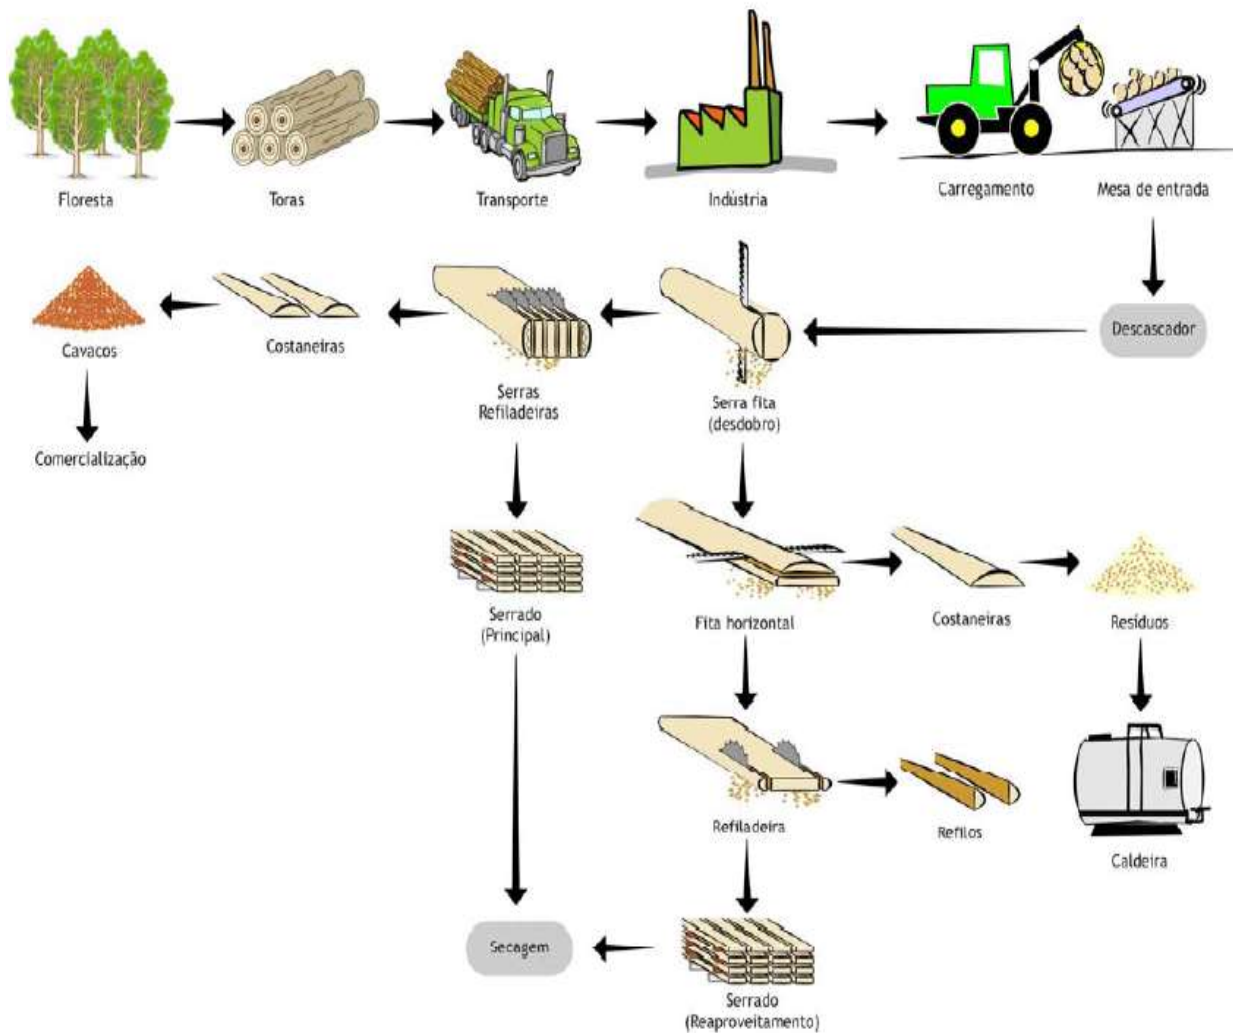 Floresta
Toras
Transporte
Indústria
Carregamento
Mesa de entrada
Cavacos
Costaneiras
Serras
Refiladeiras
Serra fita
(desdobro)
Descascador
Comercialização
Serrado
(Principal)
Fita horizontal
Costaneiras
Resíduos
Refiladeira
Refilos
Caldeira
Secagem
Serrado
(Reaproveitamento)